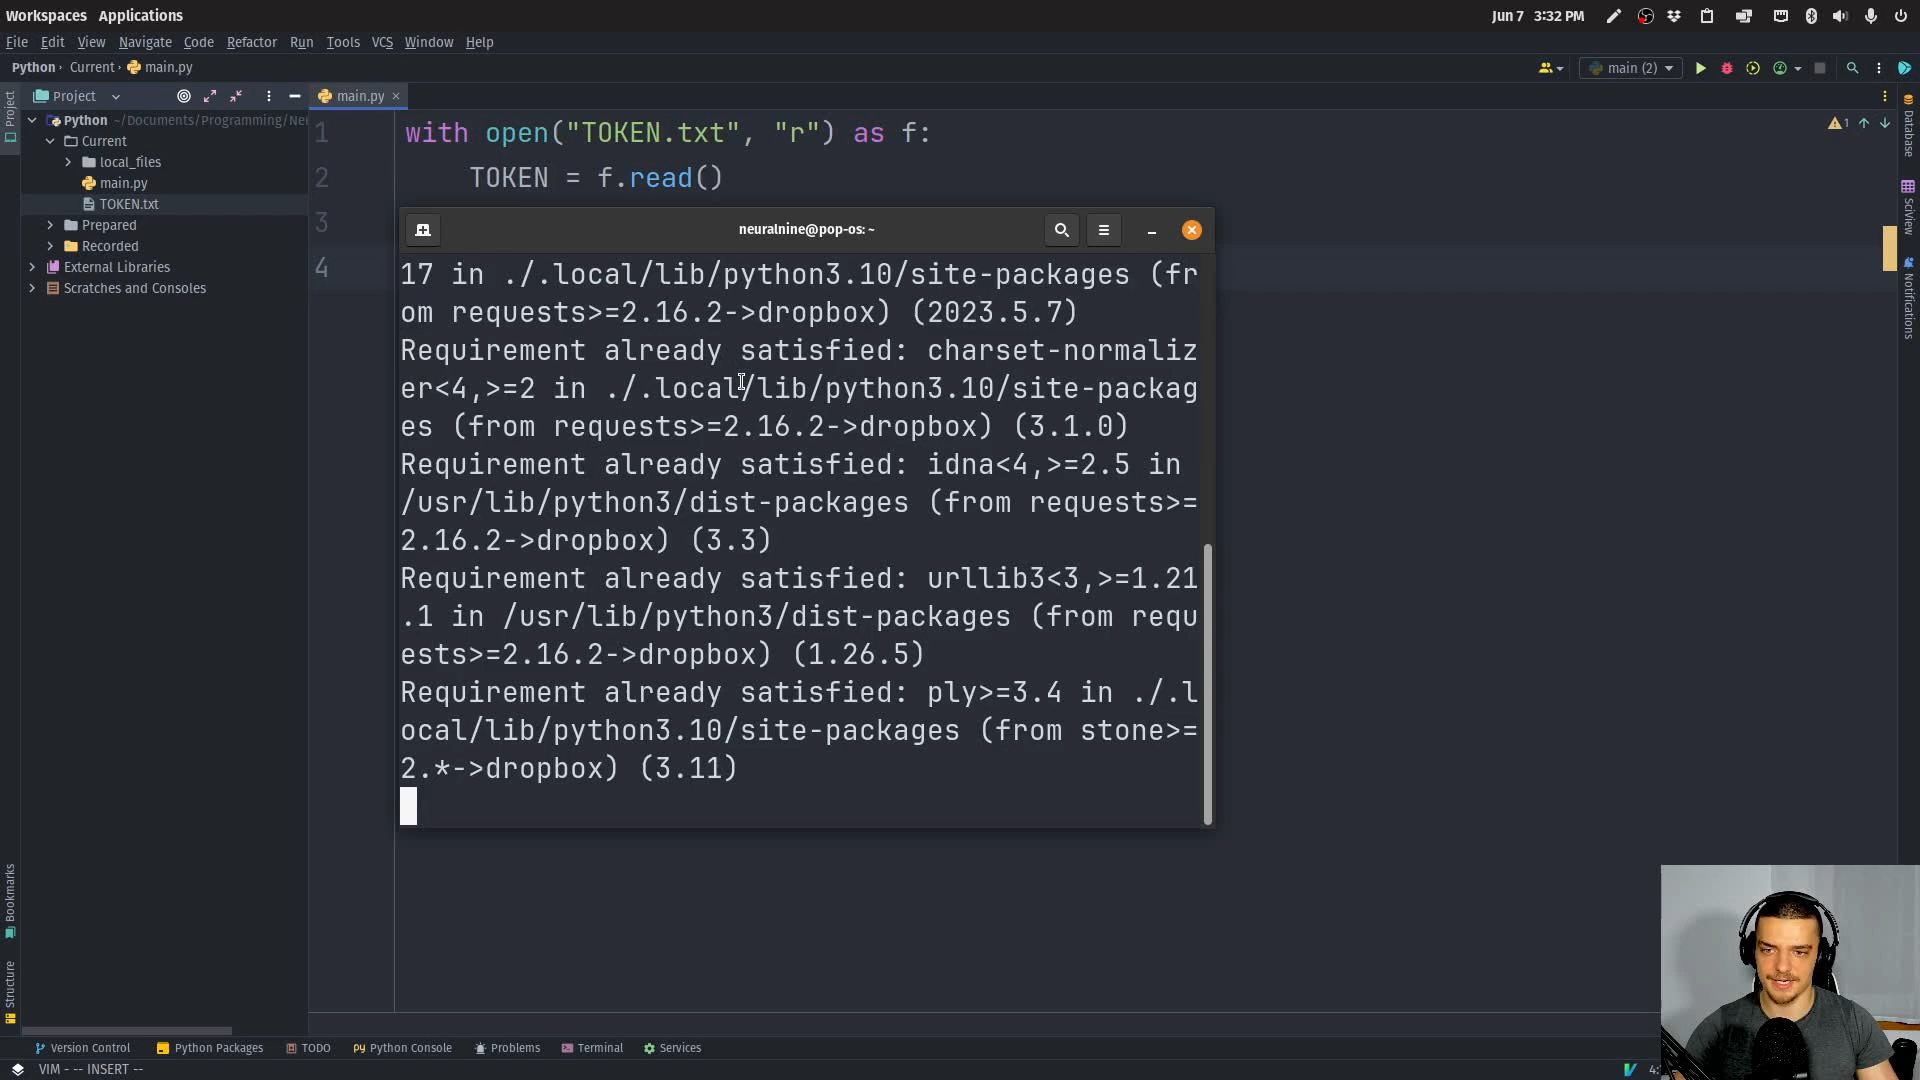 Workspaces Applications
Jun 7 3:32 PM
File Edit View Navigate Code Refactor Run Tools VCS Window Help
Python Current main.py
main (2)
Project
Project
main.py
Python ~/Documents/Programming/Ne
Current
local_files
main.py
TOKEN.txt
Prepared
Recorded
External Libraries
Scratches and Consoles
1 with open("TOKEN.txt", "r") as f:
2 TOKEN = f.read()
3
4
1
Database
SciView
Notifications
neuralnine@pop-os: ~
17 in ./.local/lib/python3.10/site-packages (fr
om requests>=2.16.2->dropbox) (2023.5.7)
Requirement already satisfied: charset-normaliz
er<4,>=2 in ./.local/lib/python3.10/site-packag
es (from requests>=2.16.2->dropbox) (3.1.0)
Requirement already satisfied: idna<4,>=2.5 in
/usr/lib/python3/dist-packages (from requests>=
2.16.2->dropbox) (3.3)
Requirement already satisfied: urllib3<3,>=1.21
.1 in /usr/lib/python3/dist-packages (from requ
ests>=2.16.2->dropbox) (1.26.5)
Requirement already satisfied: ply>=3.4 in ./.l
ocal/lib/python3.10/site-packages (from stone>=
2.*->dropbox) (3.11)
Bookmarks
Structure
Version Control Python Packages TODO Python Console Problems Terminal Services
VIM - -- INSERT --
4: